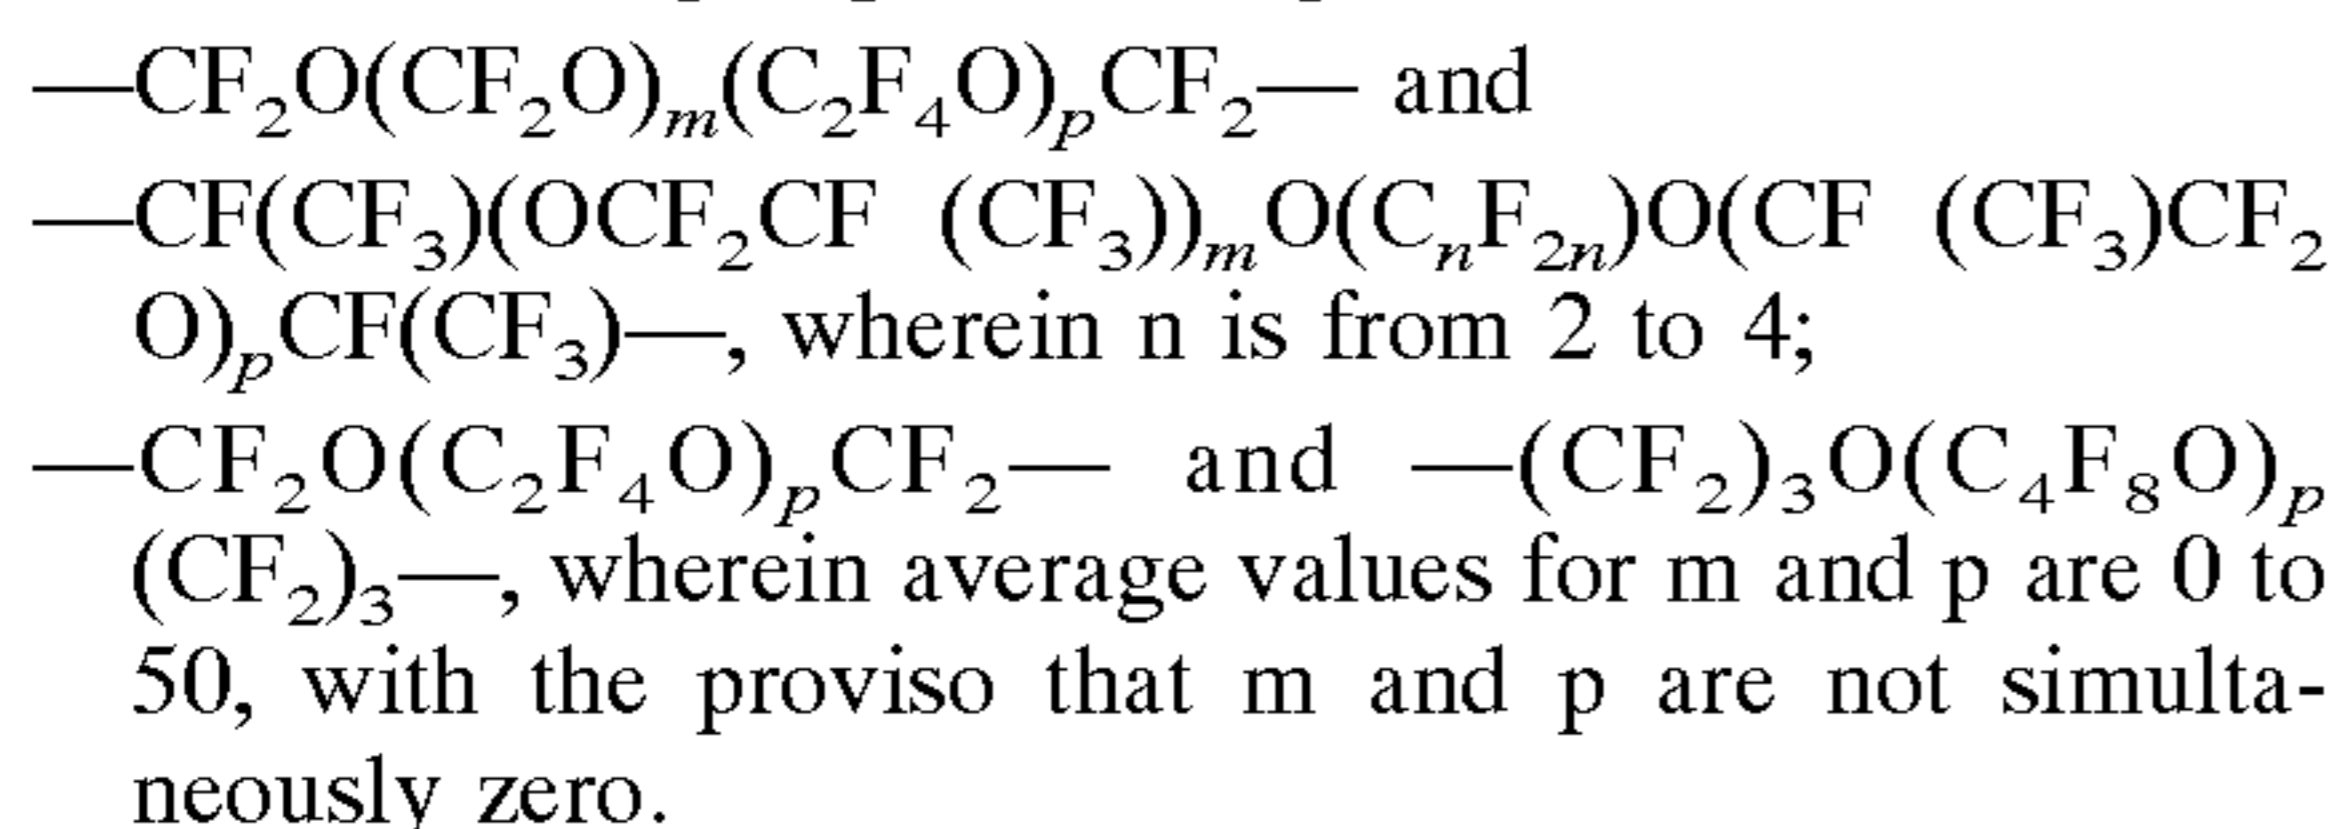 —CF₂O(CF₂O)ₘ(C₂F₄O)ₚCF₂— and
—CF(CF₃)(OCF₂CF (CF₃))ₘO(CₙF₂ₙ)O(CF (CF₃)CF₂
O)ₚCF(CF₃)—, wherein n is from 2 to 4;
—CF₂O(C₂F₄O)ₚCF₂— and —(CF₂)₃O(C₄F₈O)ₚ
(CF₂)₃—, wherein average values for m and p are 0 to
50, with the proviso that m and p are not simulta-
neously zero.